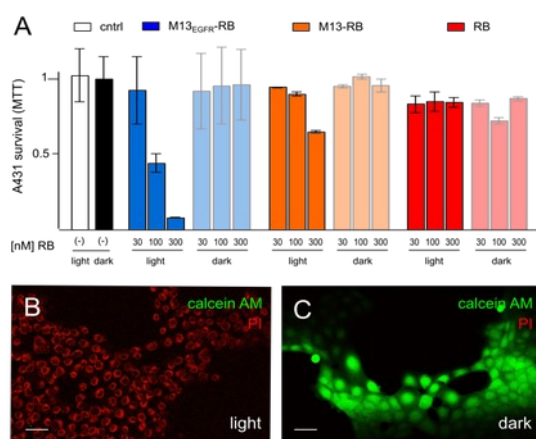 A
cntrl M13EGFR-RB M13-RB RB
A431 survival (MTT)
1
0.5
[nM] RB (-) (-) 30 100 300 30 100 300 30 100 300 30 100 300 30 100 300 30 100 300
light dark light dark light dark light dark
B calcein AM
PI
light
C calcein AM
PI
dark